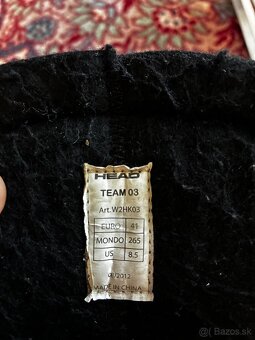 HEAD
TEAM 03
Art.W2HK03
EURO 41
MONDO 265
US 8.5
MADE IN CHINA
Bazos.sk